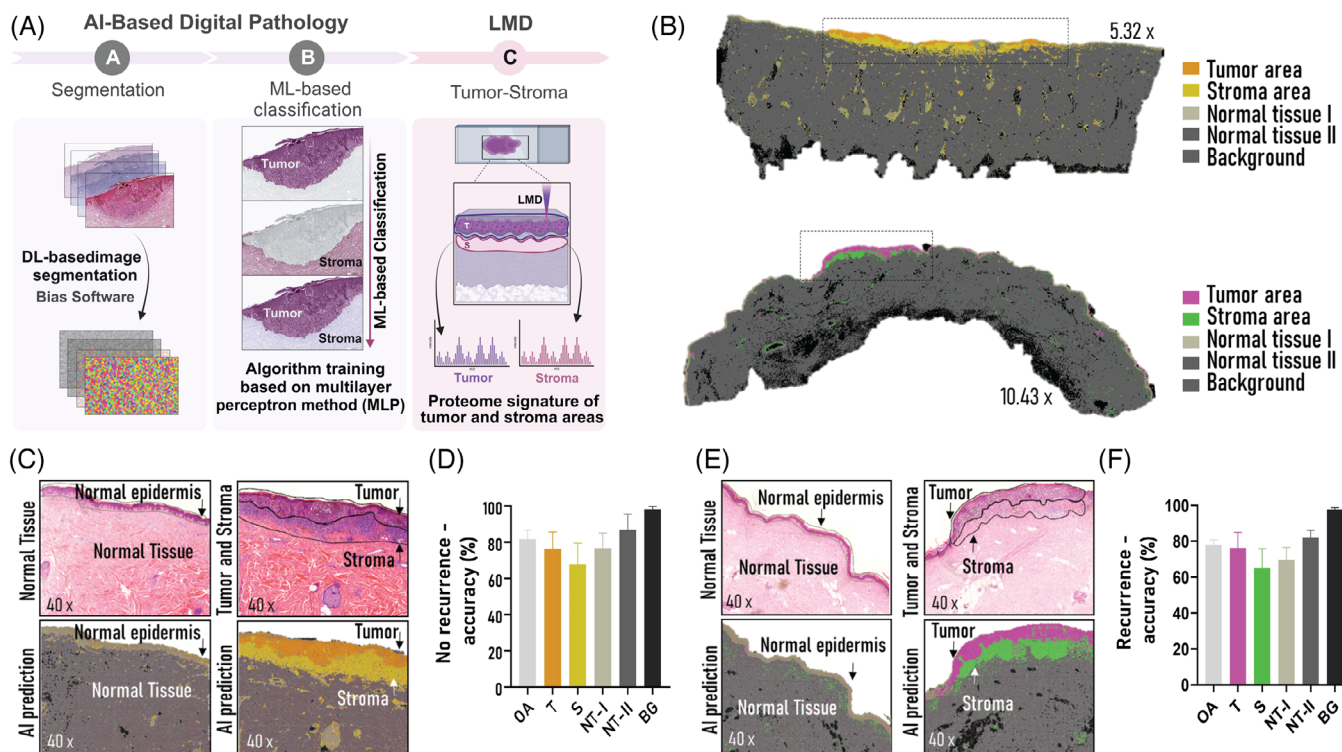 (A)
AI-Based Digital Pathology
LMD
A
B
C
Segmentation
ML-based
classification
Tumor-Stroma
DL-basedimage
segmentation
Bias Software
Tumor
Stroma
Tumor
Stroma
ML-based Classification
Algorithm training
based on multilayer
perceptron method (MLP)
LMD
T
S
Tumor
Stroma
Proteome signature of
tumor and stroma areas
(B)
5.32 x
Tumor area
Stroma area
Normal tissue I
Normal tissue II
Background
10.43 x
Tumor area
Stroma area
Normal tissue I
Normal tissue II
Background
(C)
Normal Tissue
Normal epidermis
Normal Tissue
40 x
Tumor and Stroma
Tumor
Stroma
40 x
AI prediction
Normal epidermis
Normal Tissue
40 x
AI prediction
Tumor
Stroma
40 x
(D)
No recurrence –
accuracy (%)
100
80
60
40
20
0
OA
T
S
NT-I
NT-II
BG
(E)
Normal Tissue
Normal epidermis
Normal Tissue
40 x
Tumor and Stroma
Tumor
Stroma
40 x
AI prediction
Normal epidermis
Normal Tissue
40 x
AI prediction
Tumor
Stroma
40 x
(F)
Recurrence –
accuracy (%)
100
80
60
40
20
0
OA
T
S
NT-I
NT-II
BG